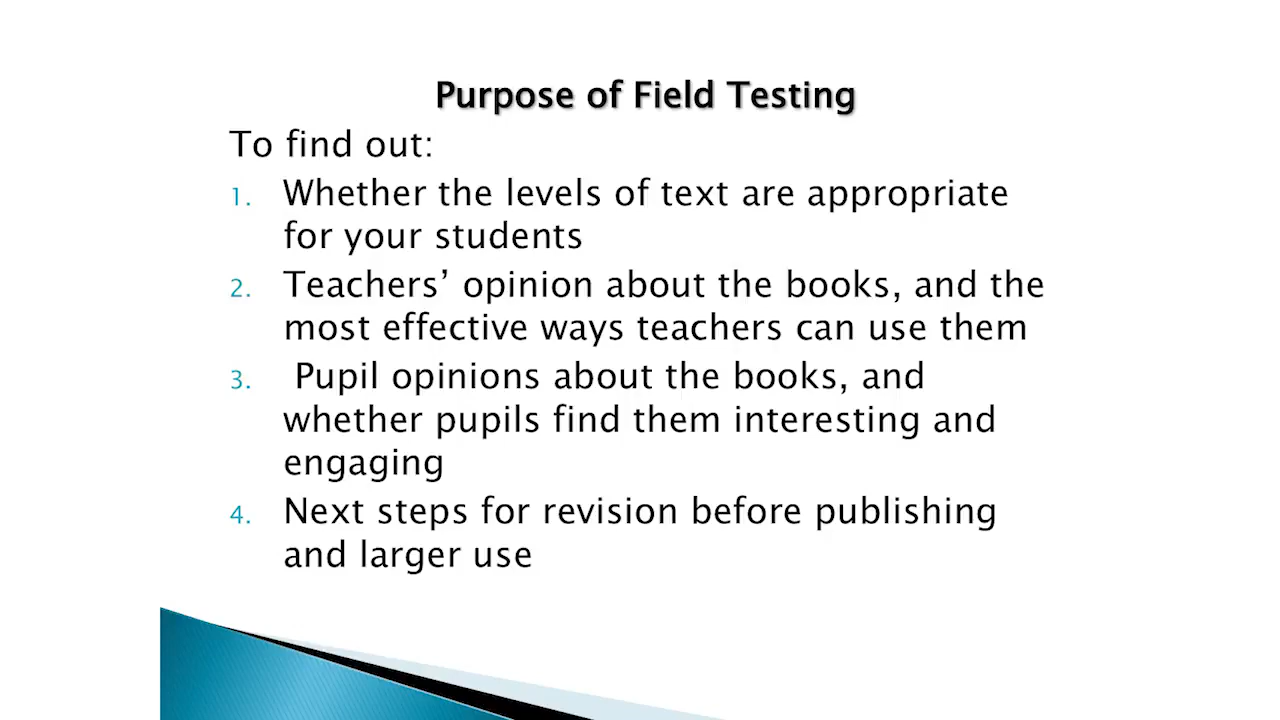 Purpose of Field Testing
To find out:
1. Whether the levels of text are appropriate
for your students
2. Teachers’ opinion about the books, and the
most effective ways teachers can use them
3. Pupil opinions about the books, and
whether pupils find them interesting and
engaging
4. Next steps for revision before publishing
and larger use